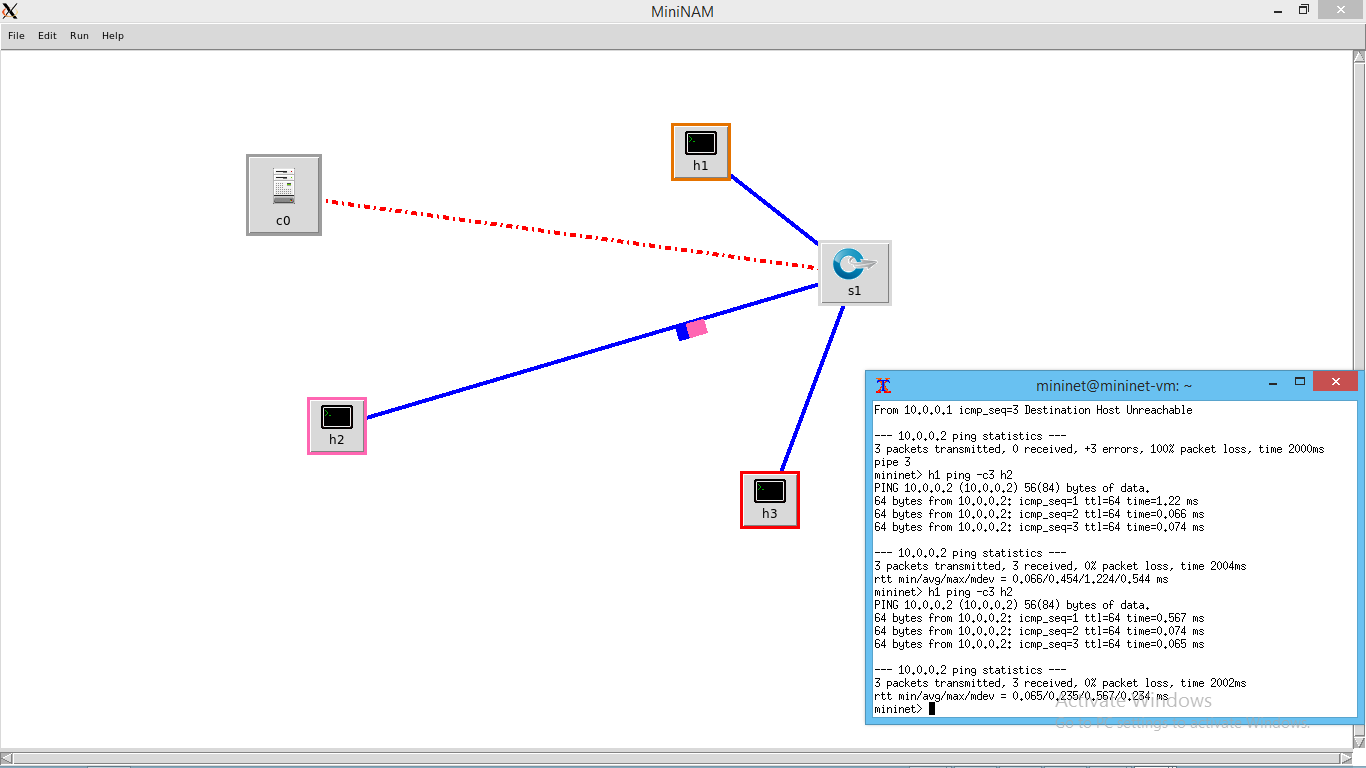 MiniNAM
File Edit Run Help
h1
c0
s1
h2
h3
mininet@mininet-vm: ~
From 10.0.0.1 icmp_seq=3 Destination Host Unreachable
--- 10.0.0.2 ping statistics ---
3 packets transmitted, 0 received, +3 errors, 100% packet loss, time 2000ms
pipe 3
mininet> h1 ping -c3 h2
PING 10.0.0.2 (10.0.0.2) 56(84) bytes of data.
64 bytes from 10.0.0.2: icmp_seq=1 ttl=64 time=1.22 ms
64 bytes from 10.0.0.2: icmp_seq=2 ttl=64 time=0.066 ms
64 bytes from 10.0.0.2: icmp_seq=3 ttl=64 time=0.074 ms
--- 10.0.0.2 ping statistics ---
3 packets transmitted, 3 received, 0% packet loss, time 2004ms
rtt min/avg/max/mdev = 0.066/0.454/1.224/0.544 ms
mininet> h1 ping -c3 h2
PING 10.0.0.2 (10.0.0.2) 56(84) bytes of data.
64 bytes from 10.0.0.2: icmp_seq=1 ttl=64 time=0.567 ms
64 bytes from 10.0.0.2: icmp_seq=2 ttl=64 time=0.074 ms
64 bytes from 10.0.0.2: icmp_seq=3 ttl=64 time=0.065 ms
--- 10.0.0.2 ping statistics ---
3 packets transmitted, 3 received, 0% packet loss, time 2002ms
rtt min/avg/max/mdev = 0.065/0.235/0.567/0.234 ms
mininet>
Activate Windows
Go to PC settings to activate Windows.